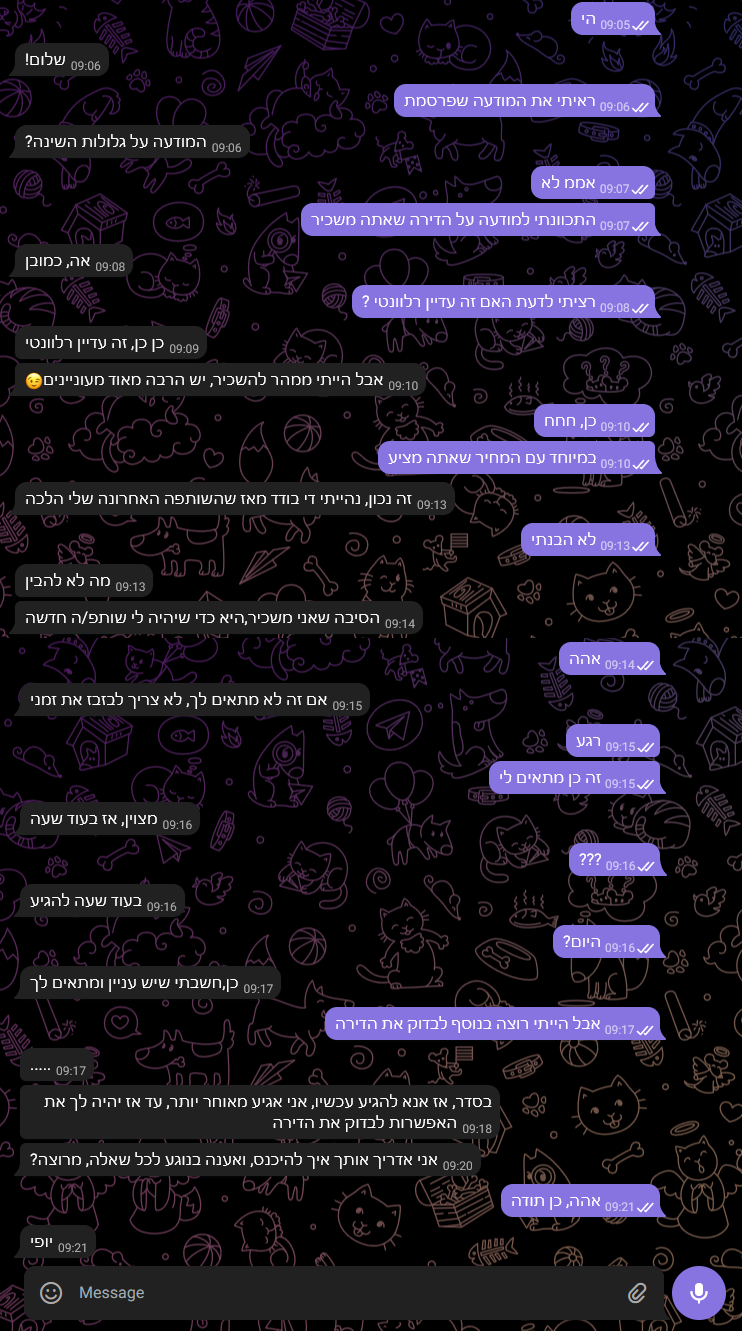 היי 09:05
שלום! 09:06
ראיתי את המודעה שפרסמת 09:06
המודעה על גלולות השינה? 09:06
אממ לא 09:07
התכוונתי למודעה על הדירה שאתה משכיר 09:07
אה, כמובן 09:08
רציתי לדעת האם זה עדיין רלוונטי ? 09:08
כן כן, זה עדיין רלוונטי 09:09
אבל הייתי ממהר להשכיר, יש הרבה מאוד מעוניינים😉 09:10
כן, חחח 09:10
במיוחד עם המחיר שאתה מציע 09:10
זה נכון, נהייתי די בודד מאז שהשותפה האחרונה שלי הלכה 09:13
לא הבנתי 09:13
מה לא להבין 09:13
הסיבה שאני משכיר,היא כדי שיהיה לי שותפ/ה חדשה 09:14
אהה 09:14
אם זה לא מתאים לך, לא צריך לבזבז את זמני 09:15
רגע 09:15
זה כן מתאים לי 09:15
מצוין, אז בעוד שעה 09:16
??? 09:16
בעוד שעה להגיע 09:16
היום? 09:16
כן,חשבתי שיש עניין ומתאים לך 09:17
אבל הייתי רוצה בנוסף לבדוק את הדירה 09:17
..... 09:17
בסדר, אז אנא להגיע עכשיו, אני אגיע מאוחר יותר, עד אז יהיה לך את
האפשרות לבדוק את הדירה 09:18
אני אדריך אותך איך להיכנס, ואענה בנוגע לכל שאלה, מרוצה? 09:20
אהה, כן תודה 09:21
יופי 09:21
Message